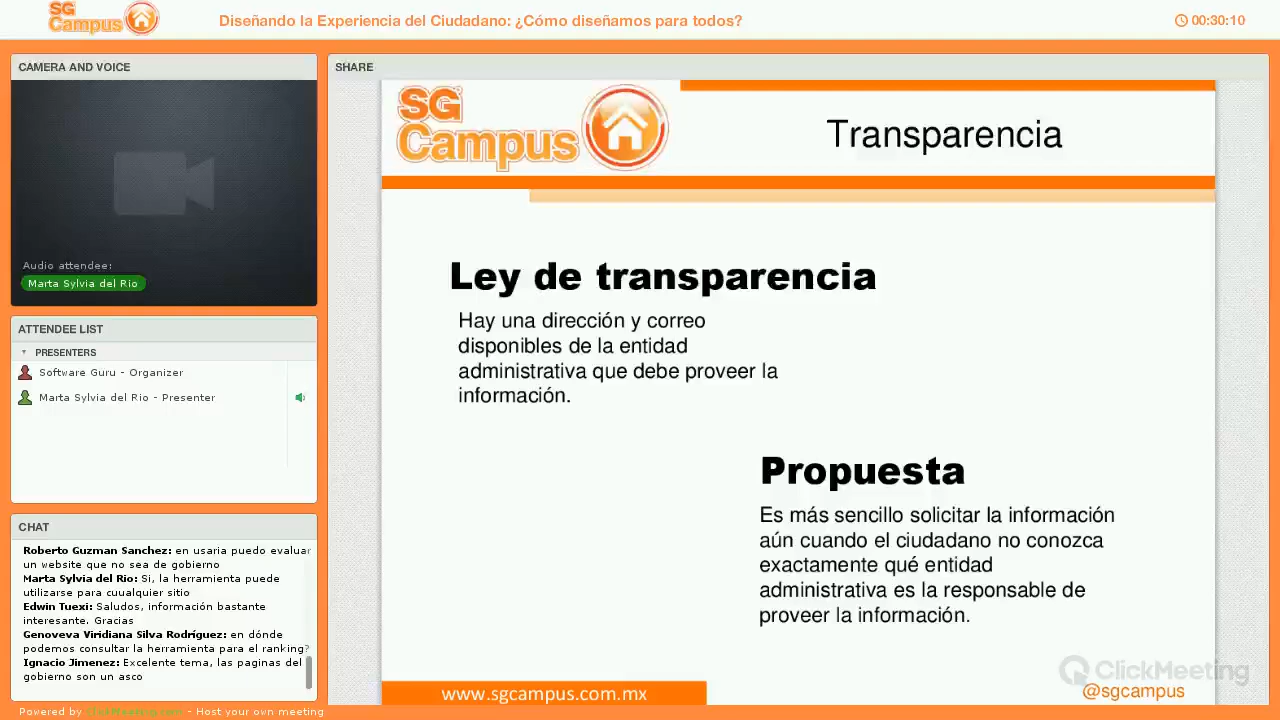 SG
Campus
Diseñando la Experiencia del Ciudadano: ¿Cómo diseñamos para todos?
00:30:10
CAMERA AND VOICE
Audio attendee:
Marta Sylvia del Rio
ATTENDEE LIST
PRESENTERS
Software Guru - Organizer
Marta Sylvia del Rio - Presenter
CHAT
Roberto Guzman Sanchez: en usaria puedo evaluar
un website que no sea de gobierno
Marta Sylvia del Rio: Si, la herramienta puede
utilizarse para cuualquier sitio
Edwin Tuexi: Saludos, información bastante
interesante. Gracias
Genoveva Viridiana Silva Rodríguez: en dónde
podemos consultar la herramienta para el ranking?
Ignacio Jimenez: Excelente tema, las paginas del
gobierno son un asco
Powered by ClickMeeting.com - Host your own meeting
SHARE
SG
Campus
Transparencia
Ley de transparencia
Hay una dirección y correo
disponibles de la entidad
administrativa que debe proveer la
información.
Propuesta
Es más sencillo solicitar la información
aún cuando el ciudadano no conozca
exactamente qué entidad
administrativa es la responsable de
proveer la información.
ClickMeeting
www.sgcampus.com.mx
@sgcampus